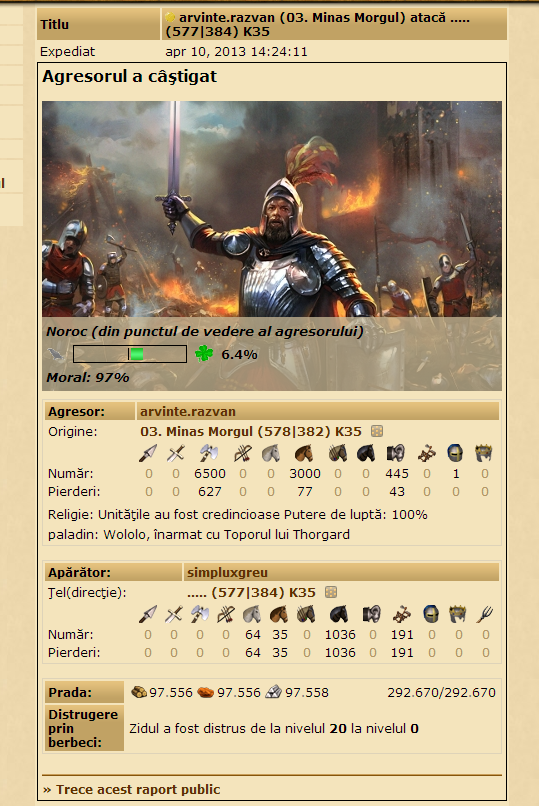 Titlu
arvinte.razvan (03. Minas Morgul) atacă .....
(577|384) K35
Expediat apr 10, 2013 14:24:11
Agresorul a câştigat
Noroc (din punctul de vedere al agresorului)
6.4%
Moral: 97%
Agresor: arvinte.razvan
Origine: 03. Minas Morgul (578|382) K35
Număr: 0 0 6500 0 0 3000 0 0 445 0 1 0
Pierderi: 0 0 627 0 0 77 0 0 43 0 0 0
Religie: Unităţile au fost credincioase Putere de luptă: 100%
paladin: Wololo, înarmat cu Toporul lui Thorgard
Apărător: simpluxgreu
Ţel(direcţie): ..... (577|384) K35
Număr: 0 0 0 0 64 35 0 1036 0 191 0 0 0
Pierderi: 0 0 0 0 64 35 0 1036 0 191 0 0 0
Prada: 97.556 97.556 97.558 292.670/292.670
Distrugere
prin
berbeci:
Zidul a fost distrus de la nivelul 20 la nivelul 0
» Trece acest raport public